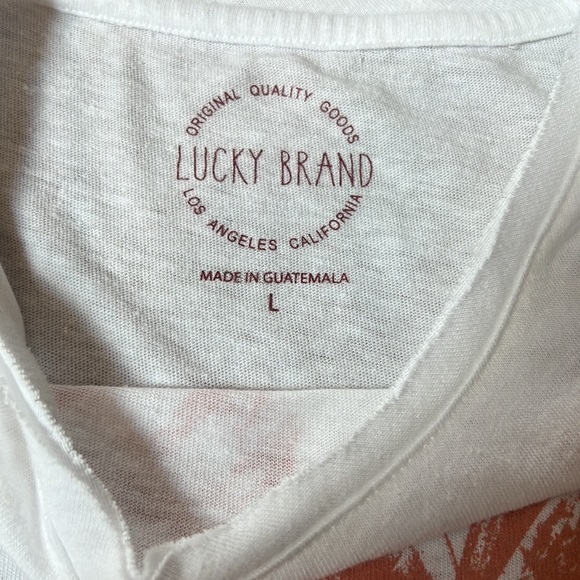 ORIGINAL QUALITY GOODS
LUCKY BRAND
LOS ANGELES CALIFORNIA
MADE IN GUATEMALA
L